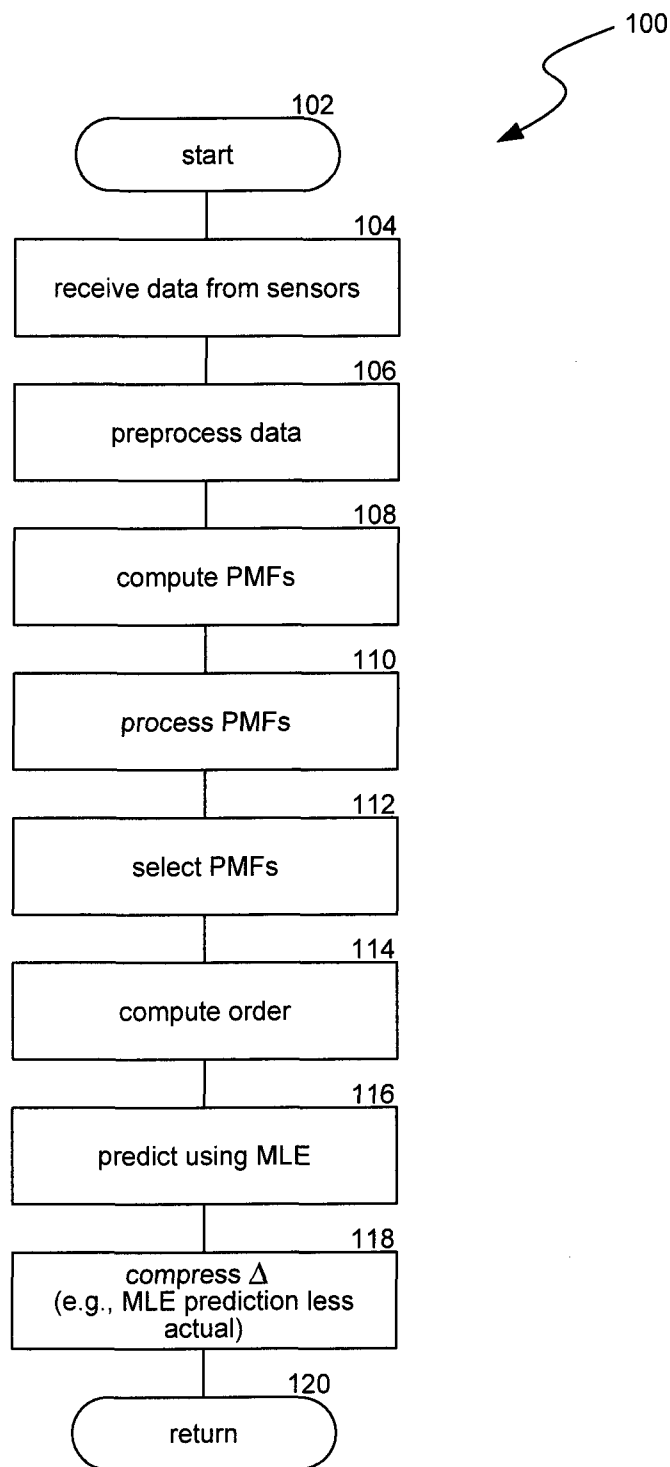 100
102
start
104
receive data from sensors
106
preprocess data
108
compute PMFs
110
process PMFs
112
select PMFs
114
compute order
116
predict using MLE
118
compress Δ
(e.g., MLE prediction less
actual)
120
return